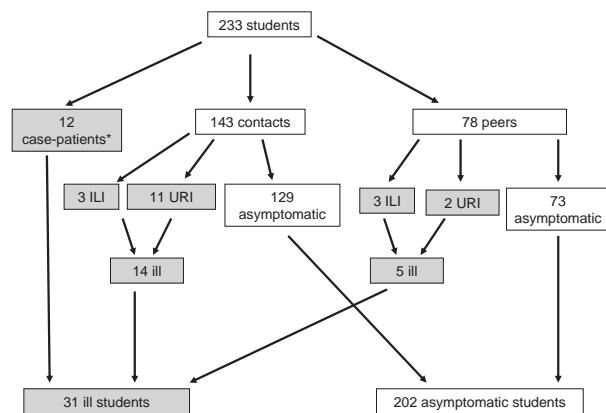 233 students
12
case-patients*
143 contacts
78 peers
3 ILI
11 URI
129
asymptomatic
3 ILI
2 URI
73
asymptomatic
14 ill
5 ill
31 ill students
202 asymptomatic students